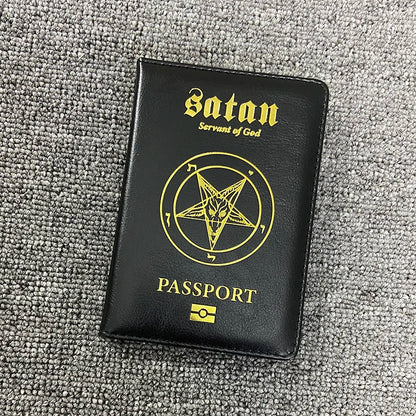 satan
Servant of God
PASSPORT